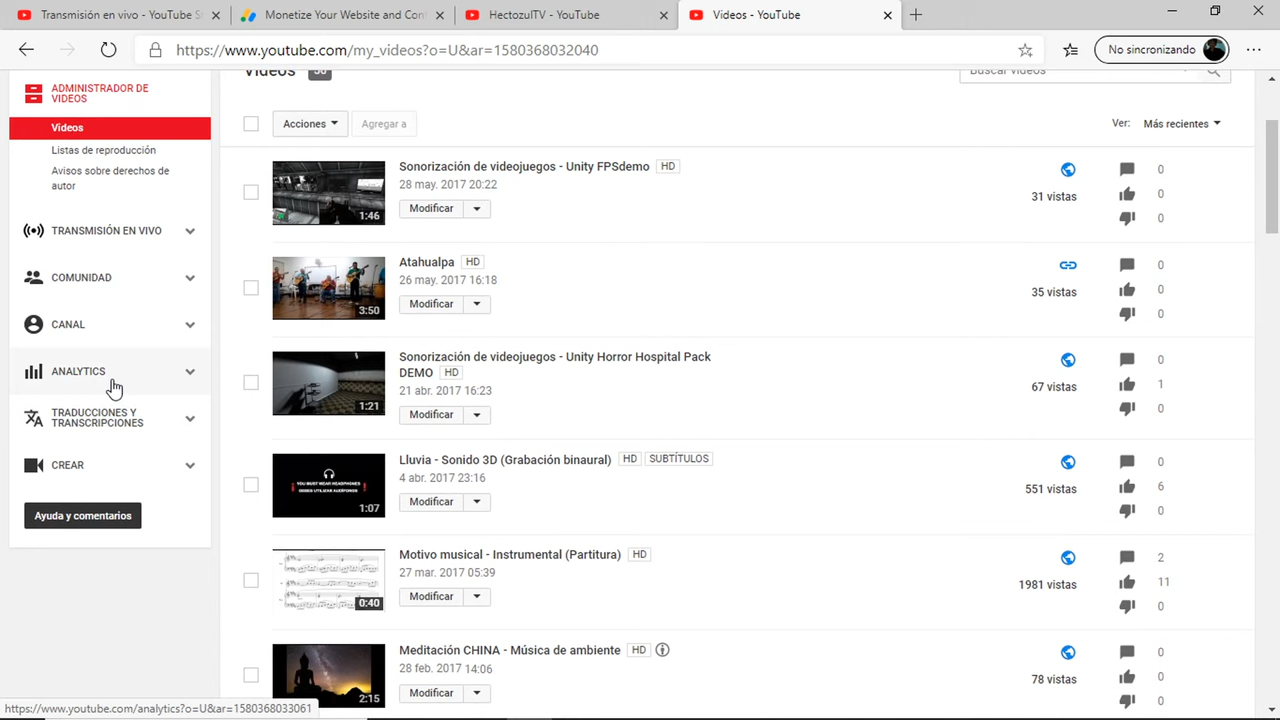 Transmisión en vivo - YouTube S
Monetize Your Website and Con
HectozulTV - YouTube
Videos - YouTube
https://www.youtube.com/my_videos?o=U&ar=1580368032040
No sincronizando
ADMINISTRADOR DE
VIDEOS
Videos
Listas de reproducción
Avisos sobre derechos de
autor
TRANSMISIÓN EN VIVO
COMUNIDAD
CANAL
ANALYTICS
TRADUCCIONES Y
TRANSCRIPCIONES
CREAR
Ayuda y comentarios
Videos
Buscar videos
Acciones
Agregar a
Ver: Más recientes
Sonorización de videojuegos - Unity FPSdemo HD
28 may. 2017 20:22
Modificar
1:46
31 vistas
0
0
0
Atahualpa HD
26 may. 2017 16:18
Modificar
3:50
35 vistas
0
0
0
Sonorización de videojuegos - Unity Horror Hospital Pack
DEMO HD
21 abr. 2017 16:23
Modificar
1:21
67 vistas
0
1
0
Lluvia - Sonido 3D (Grabación binaural) HD SUBTÍTULOS
4 abr. 2017 23:16
Modificar
YOU MUST WEAR HEADPHONES
DEBES UTILIZAR AUDÍFONOS
1:07
551 vistas
0
6
0
Motivo musical - Instrumental (Partitura) HD
27 mar. 2017 05:39
Modificar
0:40
1981 vistas
2
11
0
Meditación CHINA - Música de ambiente HD
28 feb. 2017 14:06
Modificar
2:15
78 vistas
0
0
0
https://www.youtube.com/analytics?o=U&ar=1580368033061